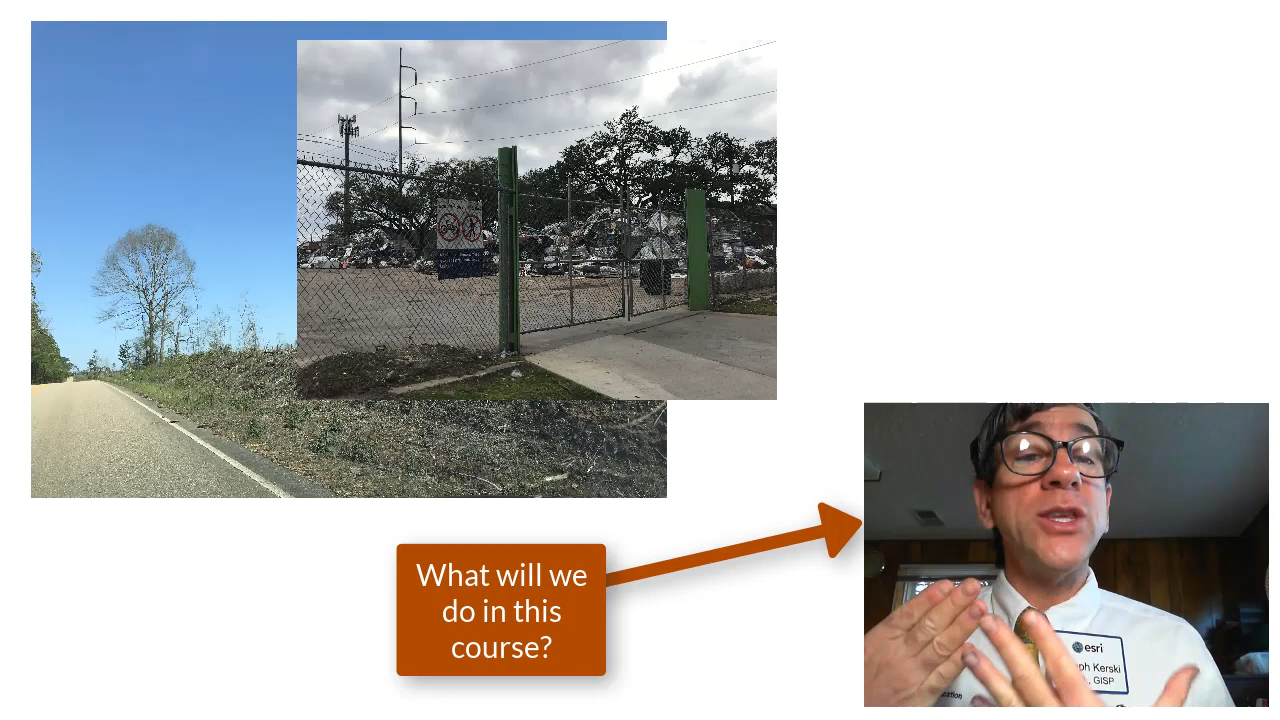 What will we
do in this
course?
esri
ph Kerski
, GISP